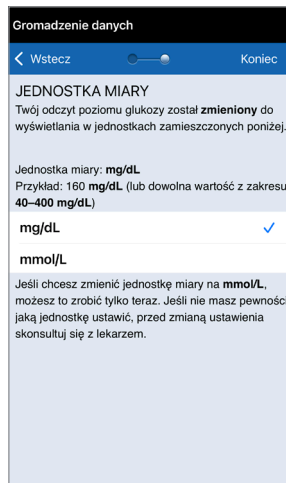 Gromadzenie danych
Wstecz
Koniec
JEDNOSTKA MIARY
Twój odczyt poziomu glukozy został zmieniony do
wyświetlania w jednostkach zamieszczonych poniżej.
Jednostka miary: mg/dL
Przykład: 160 mg/dL (lub dowolna wartość z zakresu
40–400 mg/dL)
mg/dL
mmol/L
Jeśli chcesz zmienić jednostkę miary na mmol/L,
możesz to zrobić tylko teraz. Jeśli nie masz pewności
jaką jednostkę ustawić, przed zmianą ustawienia
skonsultuj się z lekarzem.